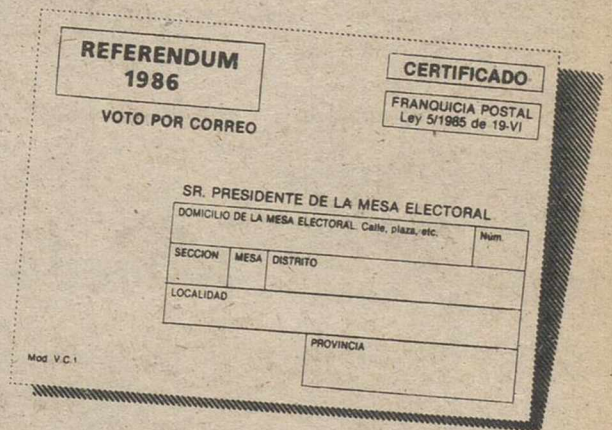 REFERENDUM
1986
VOTO POR CORREO
CERTIFICADO
FRANQUICIA POSTAL
Ley 5/1985 de 19-VI
SR. PRESIDENTE DE LA MESA ELECTORAL
DOMICILIO DE LA MESA ELECTORAL. Calle, plaza, etc. Núm.
SECCION MESA DISTRITO
LOCALIDAD
PROVINCIA
Mod. V.C.1